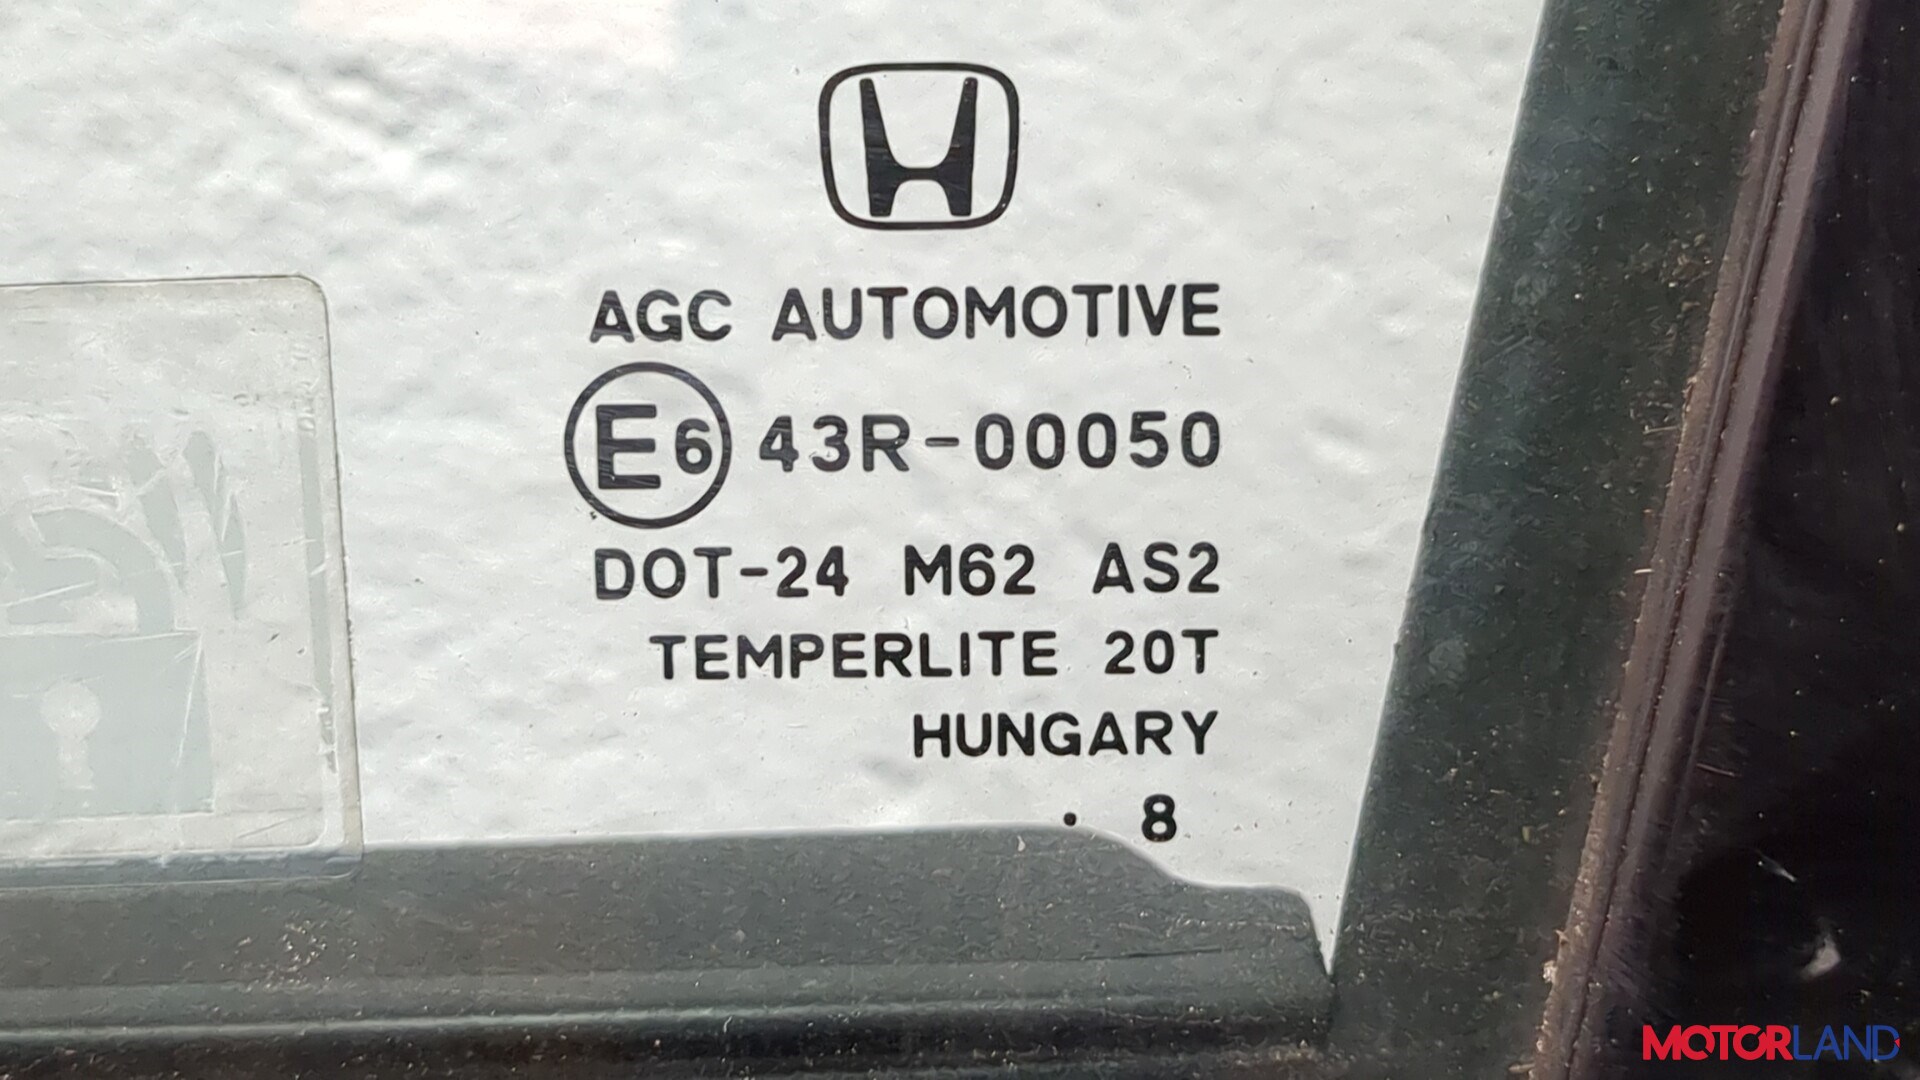 AGC AUTOMOTIVE
E6 43R-00050
DOT-24 M62 AS2
TEMPERLITE 20T
HUNGARY
. 8
MOTORLAND